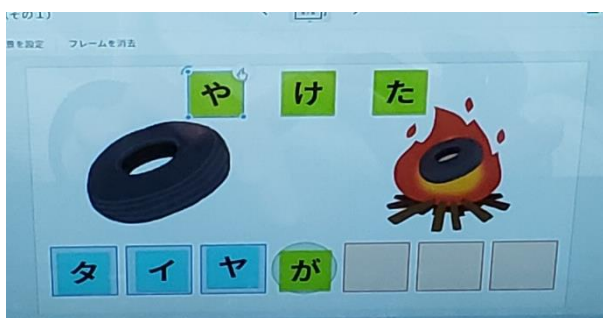 (その1)
景を設定 フレームを消去
や け た
タ イ ヤ が